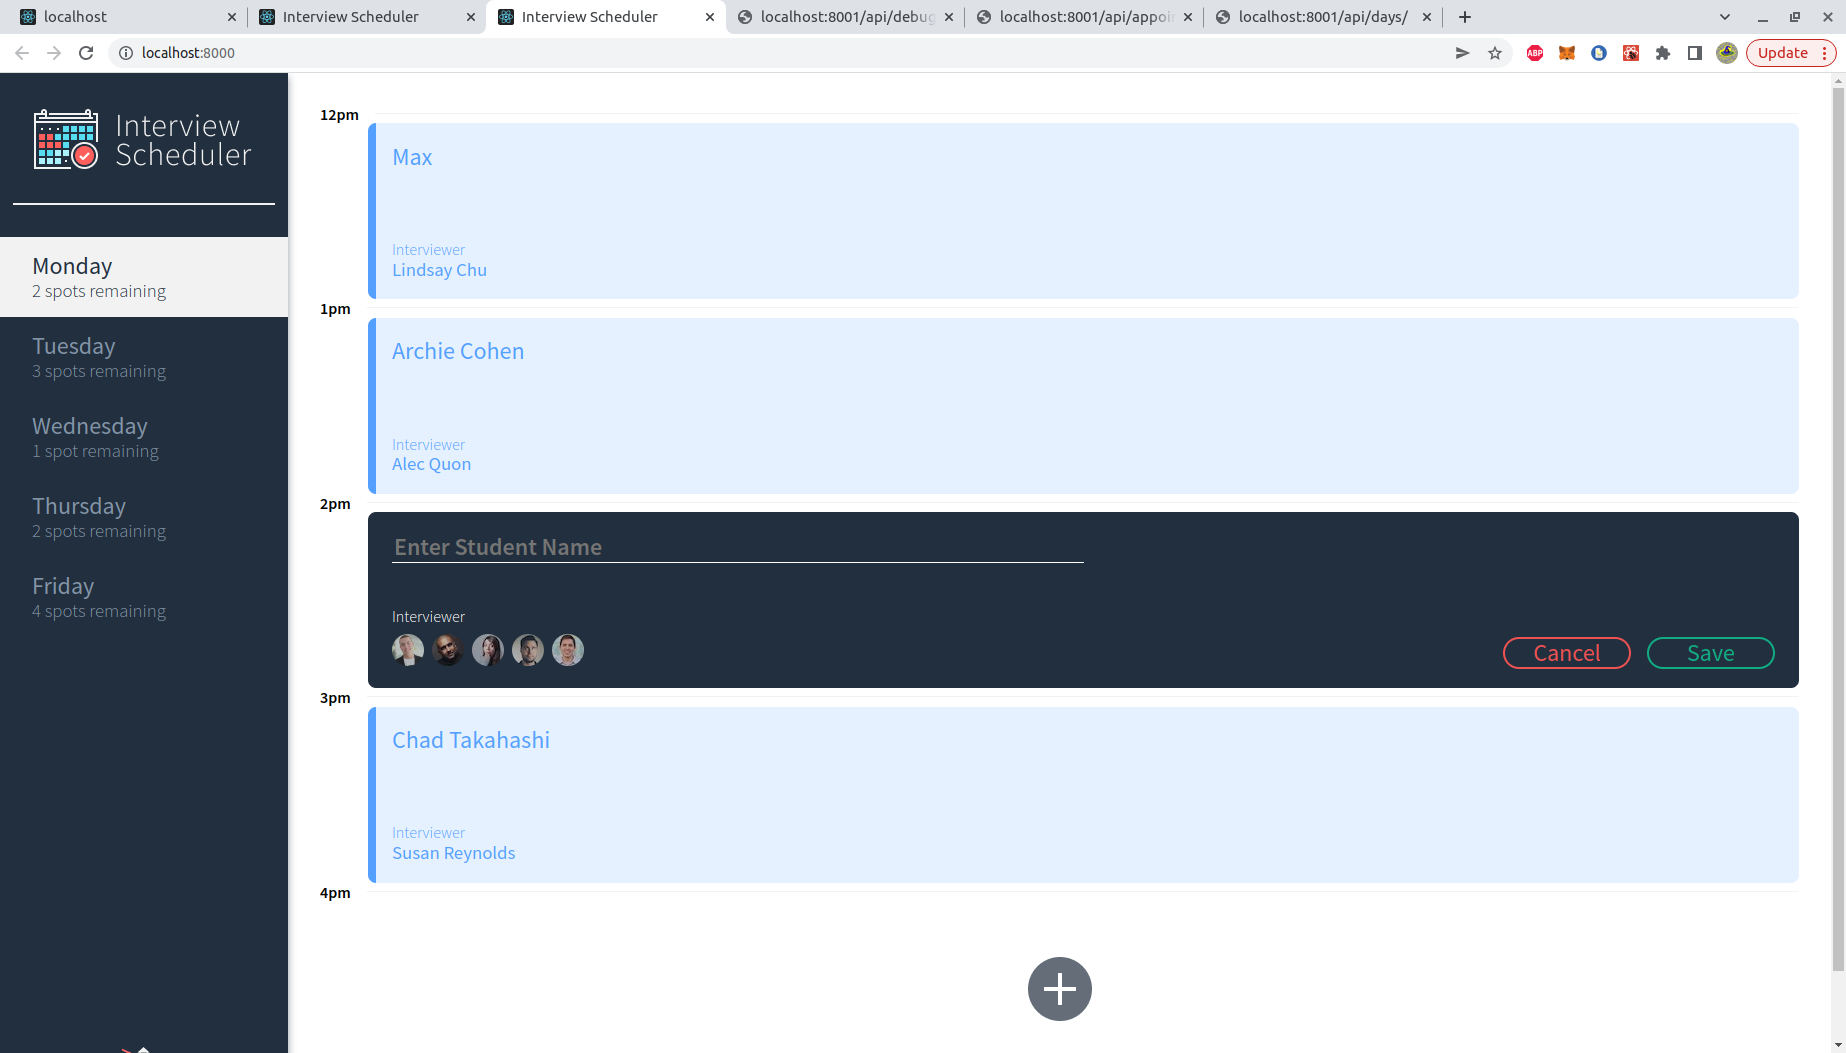 localhost
Interview Scheduler
Interview Scheduler
localhost:8001/api/debug
localhost:8001/api/appoi
localhost:8001/api/days/
localhost:8000
ABP
Update
Interview
Scheduler
Monday
2 spots remaining
Tuesday
3 spots remaining
Wednesday
1 spot remaining
Thursday
2 spots remaining
Friday
4 spots remaining
12pm
Max
Interviewer
Lindsay Chu
1pm
Archie Cohen
Interviewer
Alec Quon
2pm
Enter Student Name
Interviewer
Cancel
Save
3pm
Chad Takahashi
Interviewer
Susan Reynolds
4pm